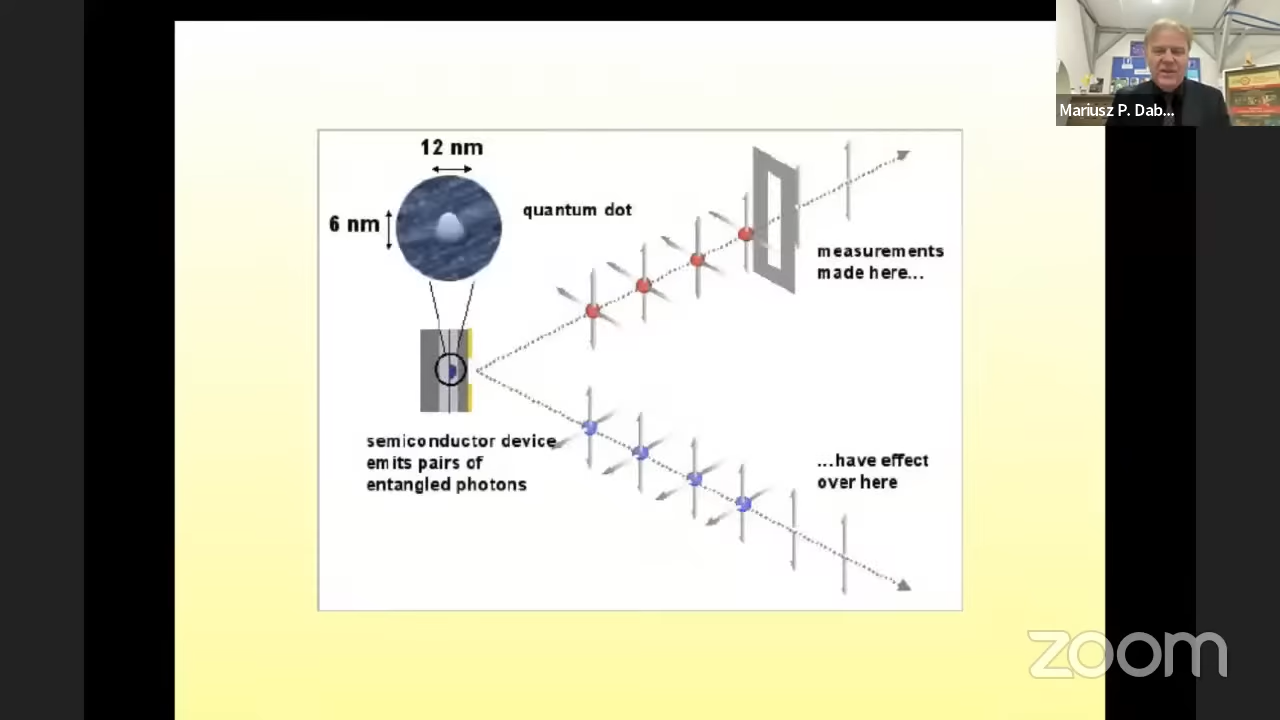 Mariusz P. Dab...
12 nm
6 nm
quantum dot
measurements
made here...
semiconductor device
emits pairs of
entangled photons
...have effect
over here
zoom